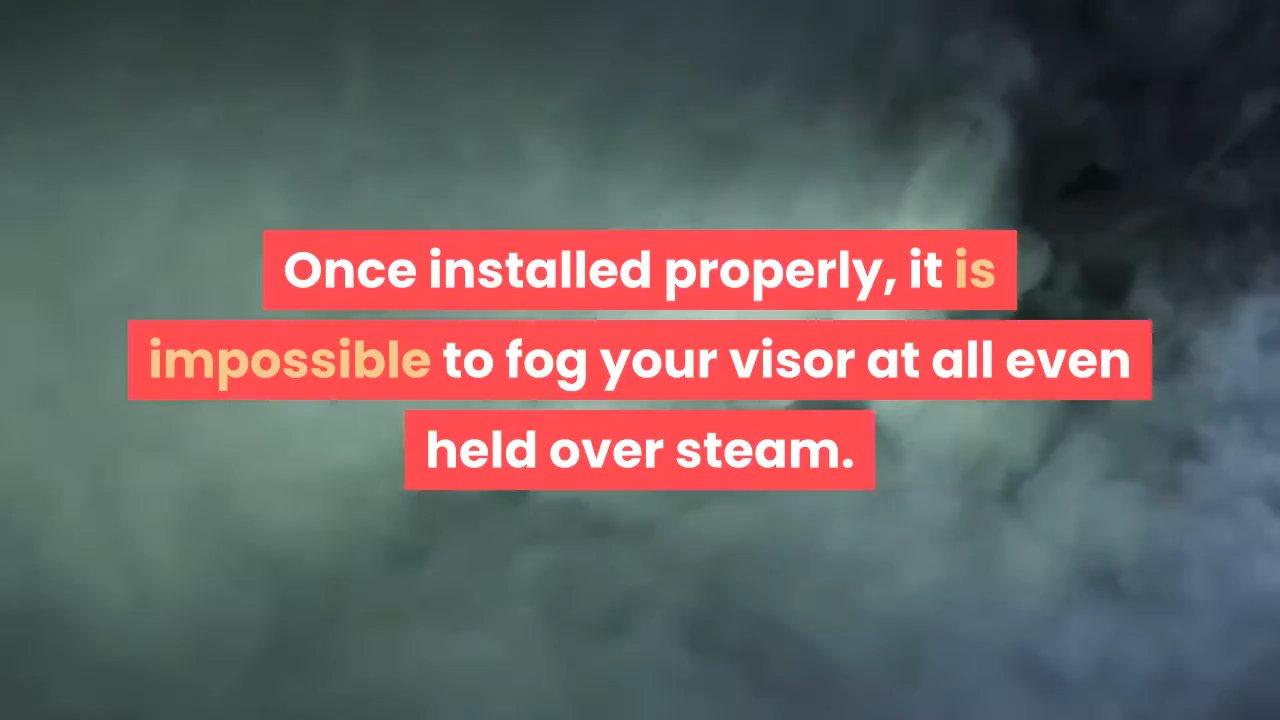 Once installed properly, it is
impossible to fog your visor at all even
held over steam.